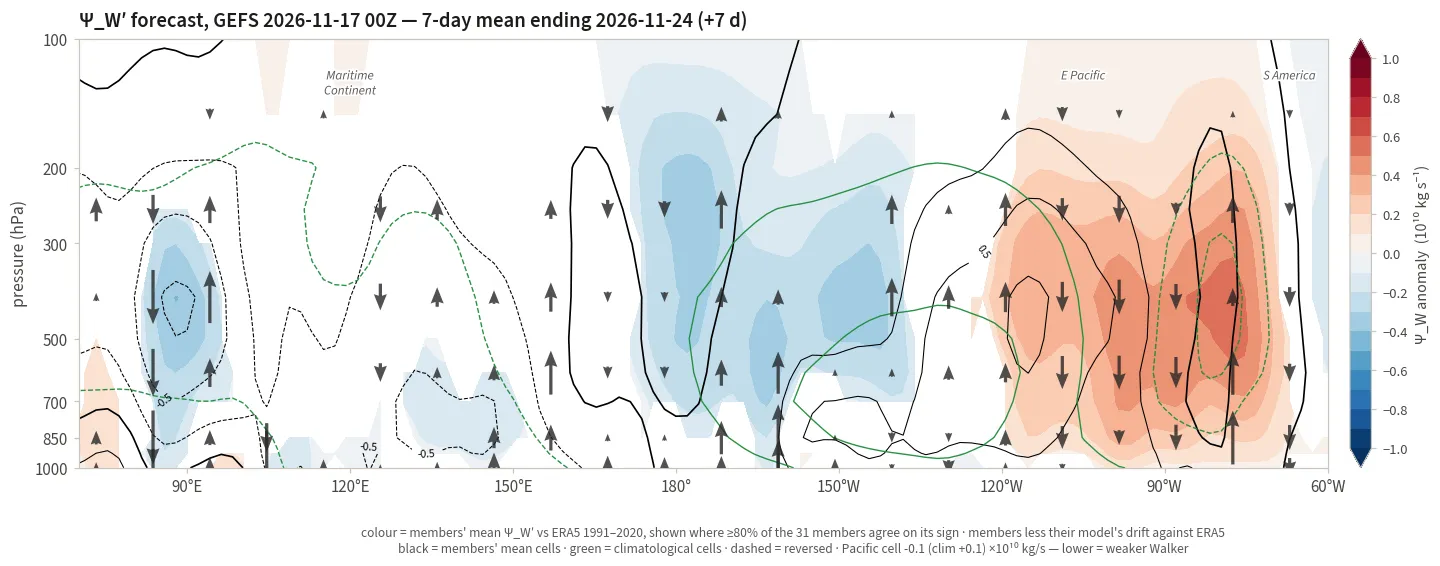 Ψ_W′ forecast, GEFS 2026-11-17 00Z — 7-day mean ending 2026-11-24 (+7 d)
100
200
300
400
500
700
850
1000
pressure (hPa)
Maritime
Continent
E Pacific
S America
0.5
-0.5
-0.5
-0.5
90°E
120°E
150°E
180°
150°W
120°W
90°W
60°W
1.0
0.8
0.6
0.4
0.2
0.0
−0.2
−0.4
−0.6
−0.8
−1.0
Ψ_W anomaly (10¹⁰ kg s⁻¹)
colour = members' mean Ψ_W′ vs ERA5 1991–2020, shown where ≥80% of the 31 members agree on its sign · members less their model's drift against ERA5
black = members' mean cells · green = climatological cells · dashed = reversed · Pacific cell -0.1 (clim +0.1) ×10¹⁰ kg/s — lower = weaker Walker